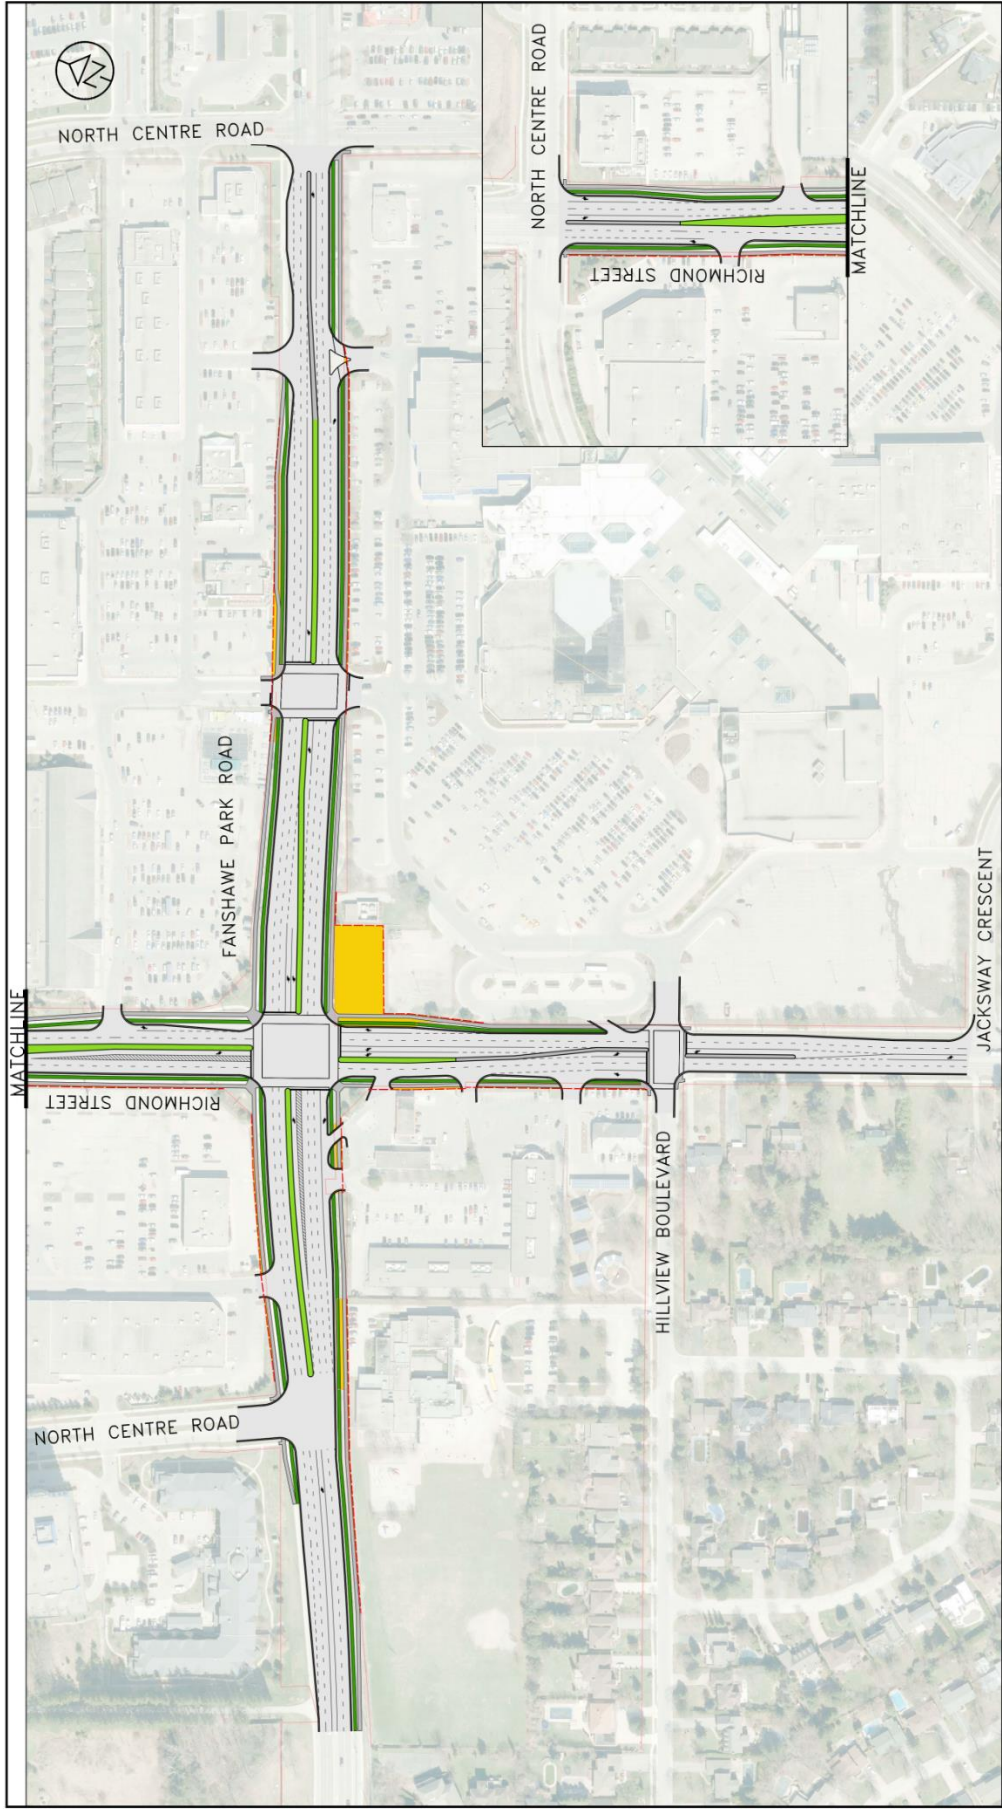 NORTH CENTRE ROAD
NORTH CENTRE ROAD
RICHMOND STREET
MATCHLINE
FANSHAWE PARK ROAD
MATCHLINE
RICHMOND STREET
JACKSWAY CRESCENT
HILLVIEW BOULEVARD
NORTH CENTRE ROAD